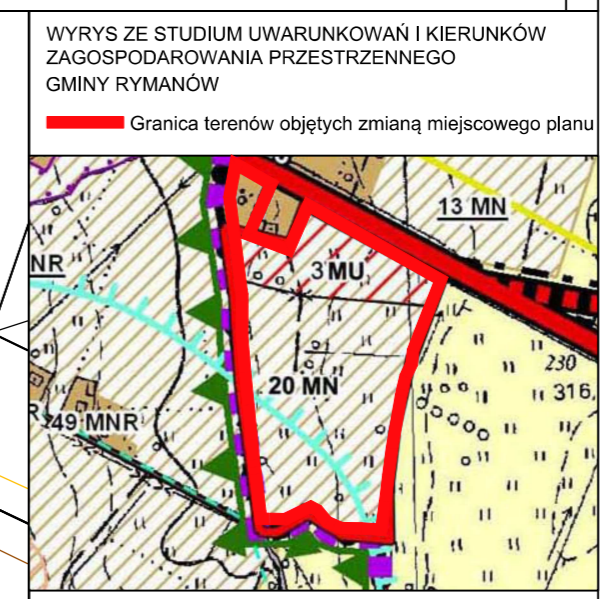 WYRYS ZE STUDIUM UWARUNKOWAŃ I KIERUNKÓW
ZAGOSPODAROWANIA PRZESTRZENNEGO
GMINY RYMANÓW
Granica terenów objętych zmianą miejscowego planu
13 MN
NR
3 MU
230
316,
20 MN
R
49 MNR